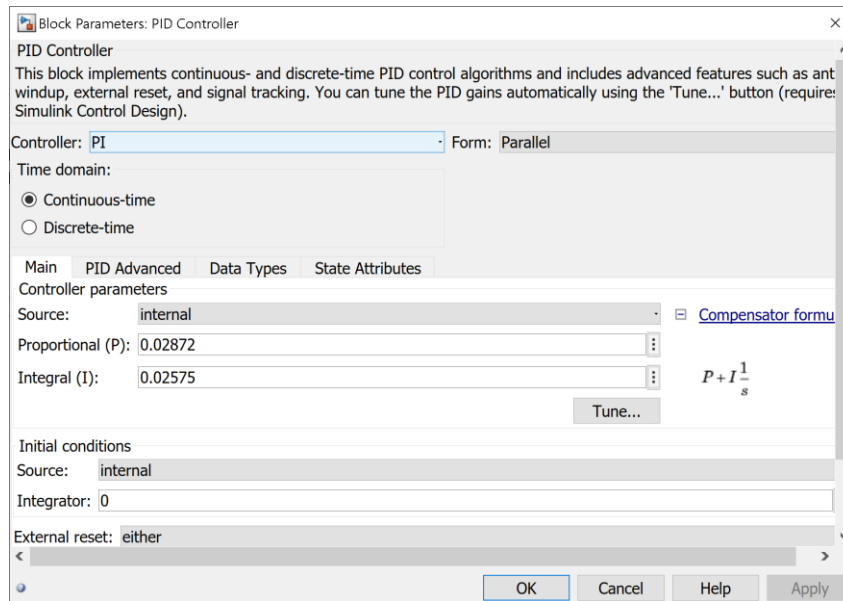 Block Parameters: PID Controller
PID Controller
This block implements continuous- and discrete-time PID control algorithms and includes advanced features such as ant
windup, external reset, and signal tracking. You can tune the PID gains automatically using the 'Tune...' button (requires
Simulink Control Design).
Controller: PI Form: Parallel
Time domain:
Continuous-time
Discrete-time
Main PID Advanced Data Types State Attributes
Controller parameters
Source: internal Compensator formu
Proportional (P): 0.02872
Integral (I): 0.02575 P + I 1/s
Tune...
Initial conditions
Source: internal
Integrator: 0
External reset: either
OK Cancel Help Apply